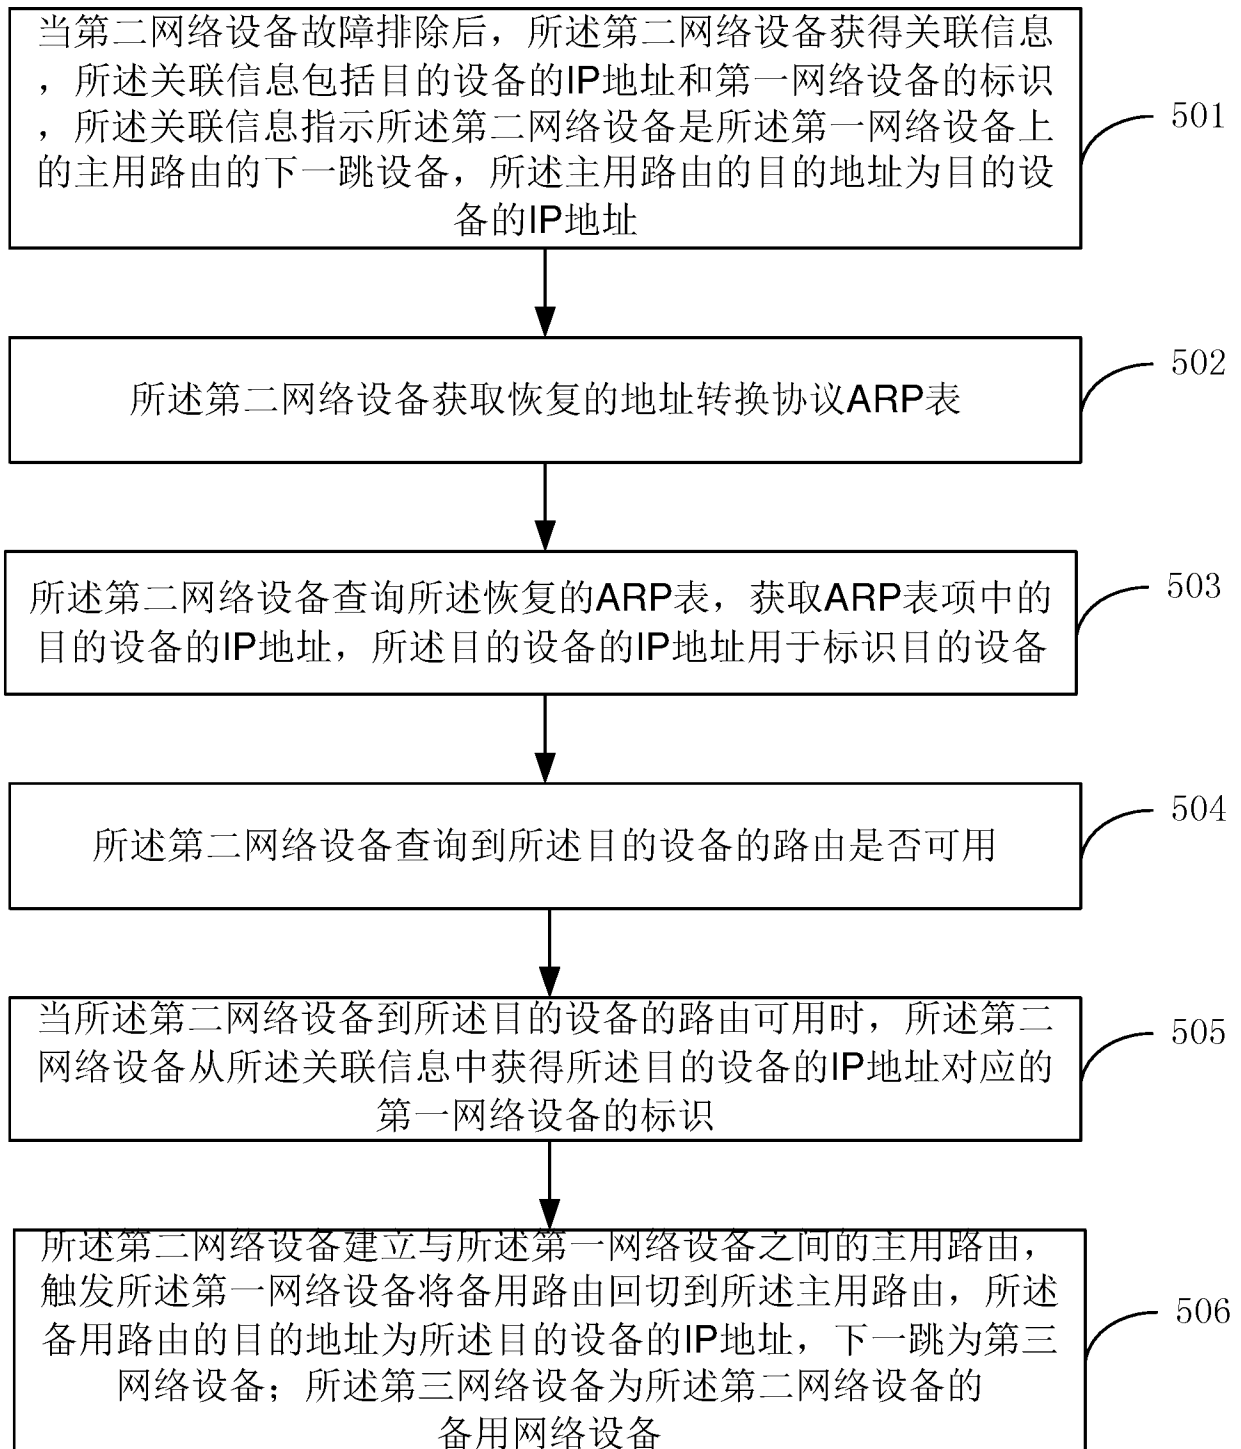 当第二网络设备故障排除后，所述第二网络设备获得关联信息
，所述关联信息包括目的设备的IP地址和第一网络设备的标识
，所述关联信息指示所述第二网络设备是所述第一网络设备上
的主用路由的下一跳设备，所述主用路由的目的地址为目的设
备的IP地址
501
所述第二网络设备获取恢复的地址转换协议ARP表
502
所述第二网络设备查询所述恢复的ARP表，获取ARP表项中的
目的设备的IP地址，所述目的设备的IP地址用于标识目的设备
503
所述第二网络设备查询到所述目的设备的路由是否可用
504
当所述第二网络设备到所述目的设备的路由可用时，所述第二
网络设备从所述关联信息中获得所述目的设备的IP地址对应的
第一网络设备的标识
505
所述第二网络设备建立与所述第一网络设备之间的主用路由，
触发所述第一网络设备将备用路由回切到所述主用路由，所述
备用路由的目的地址为所述目的设备的IP地址，下一跳为第三
网络设备；所述第三网络设备为所述第二网络设备的
备用网络设备
506